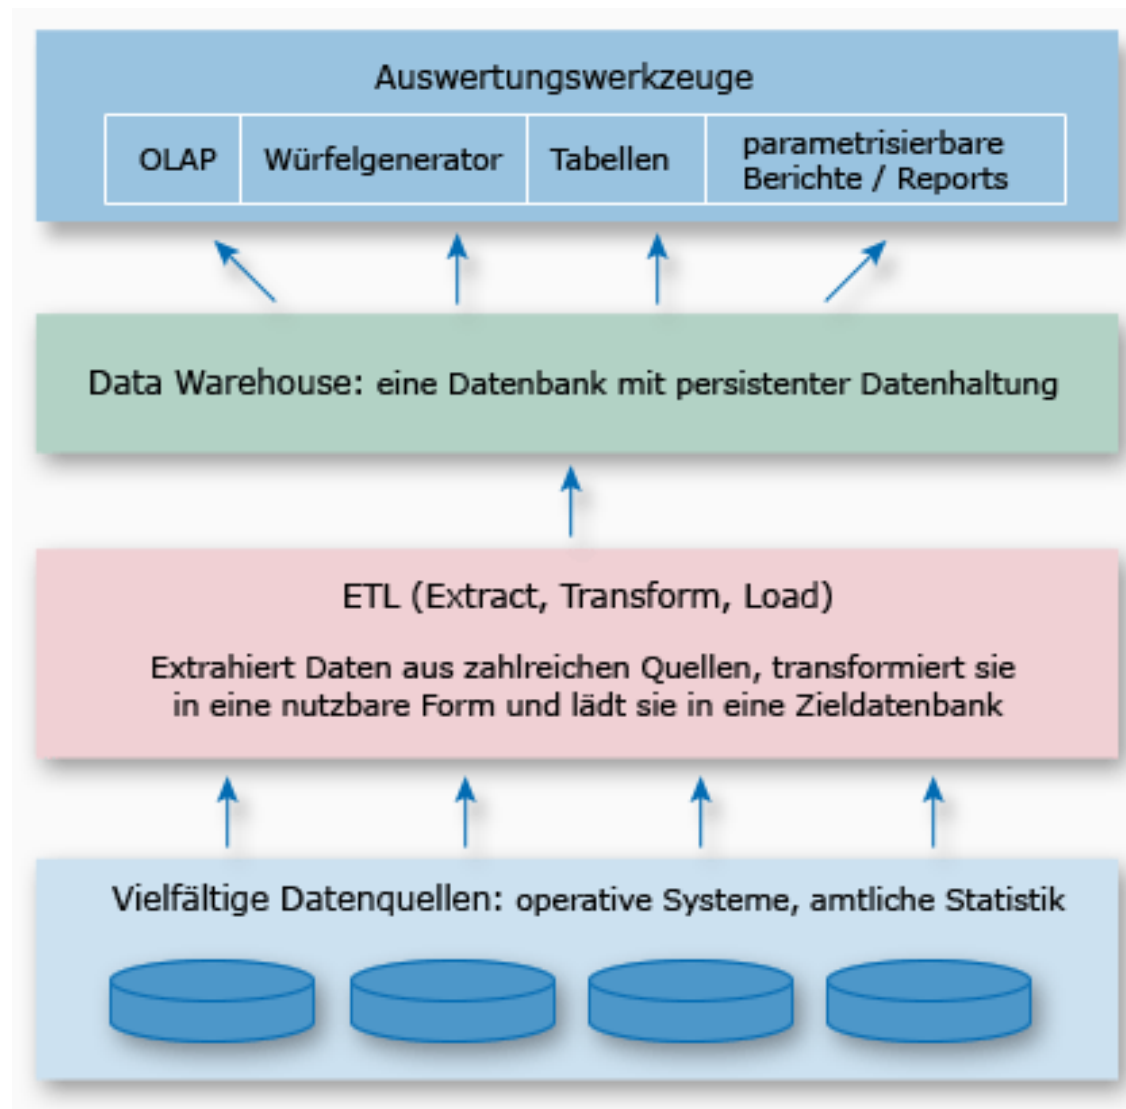 Auswertungswerkzeuge
OLAP
Würfelgenerator
Tabellen
parametrisierbare
Berichte / Reports
Data Warehouse: eine Datenbank mit persistenter Datenhaltung
ETL (Extract, Transform, Load)
Extrahiert Daten aus zahlreichen Quellen, transformiert sie
in eine nutzbare Form und lädt sie in eine Zieldatenbank
Vielfältige Datenquellen: operative Systeme, amtliche Statistik